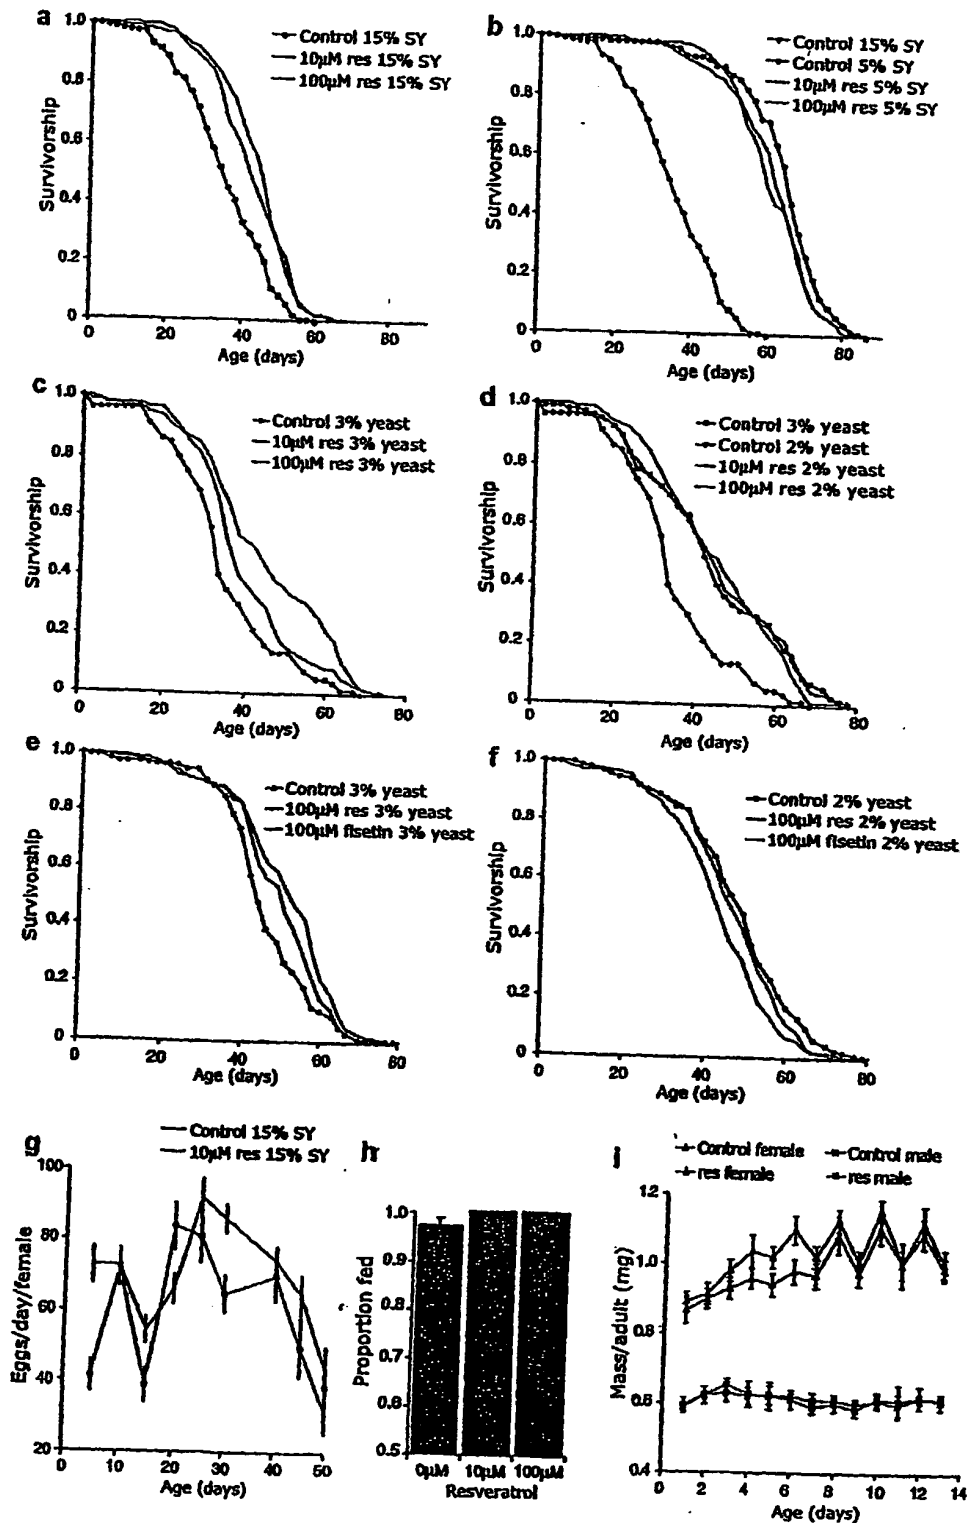 a
Control 15% SY
10µM res 15% SY
100µM res 15% SY
Survivorship
1.0
0.8
0.6
0.4
0.2
0
0 20 40 60
Age (days)
b
Control 15% SY
Control 5% SY
10µM res 5% SY
100µM res 5% SY
Survivorship
1.0
0.8
0.6
0.4
0.2
0
0 20 40 60 80
Age (days)
c
Control 3% yeast
10µM res 3% yeast
100µM res 3% yeast
Survivorship
1.0
0.8
0.6
0.4
0.2
0
0 20 40 60 80
Age (days)
d
Control 3% yeast
Control 2% yeast
10µM res 2% yeast
100µM res 2% yeast
Survivorship
1.0
0.8
0.6
0.4
0.2
0
0 20 40 60 80
Age (days)
e
Control 3% yeast
100µM res 3% yeast
100µM fisetin 3% yeast
Survivorship
1.0
0.8
0.6
0.4
0.2
0
20 40 60 80
Age (days)
f
Control 2% yeast
100µM res 2% yeast
100µM fisetin 2% yeast
Survivorship
1.0
0.8
0.6
0.4
0.2
0
0 20 40 60 80
Age (days)
g
Control 15% SY
10µM res 15% SY
Eggs/day/female
100
80
60
40
20
0 10 20 30 40 50
Age (days)
h
Proportion fed
1.0
0.9
0.8
0.7
0.6
0.5
0µM 10µM 100µM
Resveratrol
i
Control female Control male
res female res male
Mass/adult (mg)
1.2
1.0
0.8
0.6
0.4
0 2 4 6 8 10 12 14
Age (days)